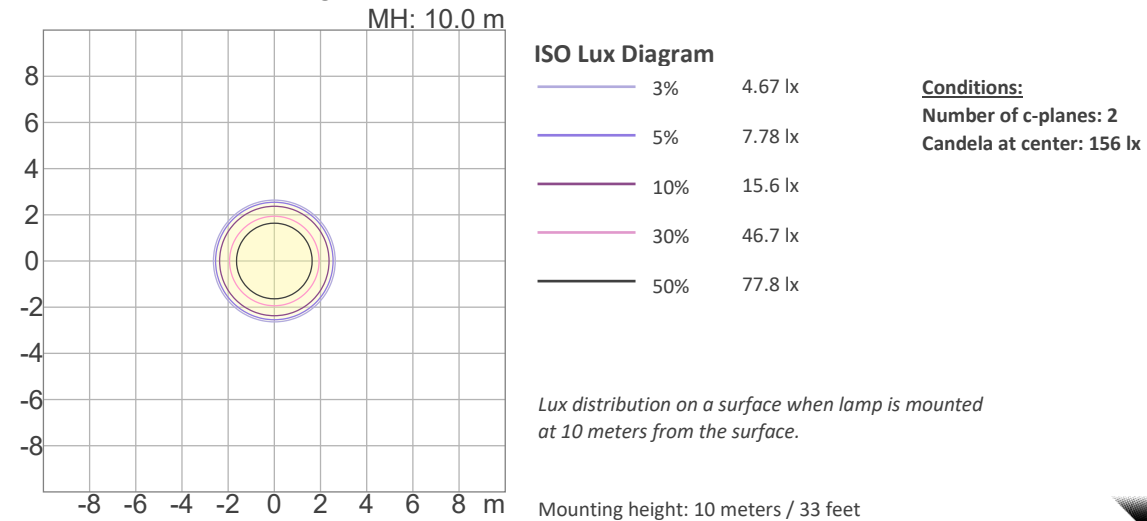 MH: 10.0 m
8
6
4
2
0
-2
-4
-6
-8
-8 -6 -4 -2 0 2 4 6 8 m
ISO Lux Diagram
3% 4.67 lx
5% 7.78 lx
10% 15.6 lx
30% 46.7 lx
50% 77.8 lx
Conditions:
Number of c-planes: 2
Candela at center: 156 lx
Lux distribution on a surface when lamp is mounted
at 10 meters from the surface.
Mounting height: 10 meters / 33 feet